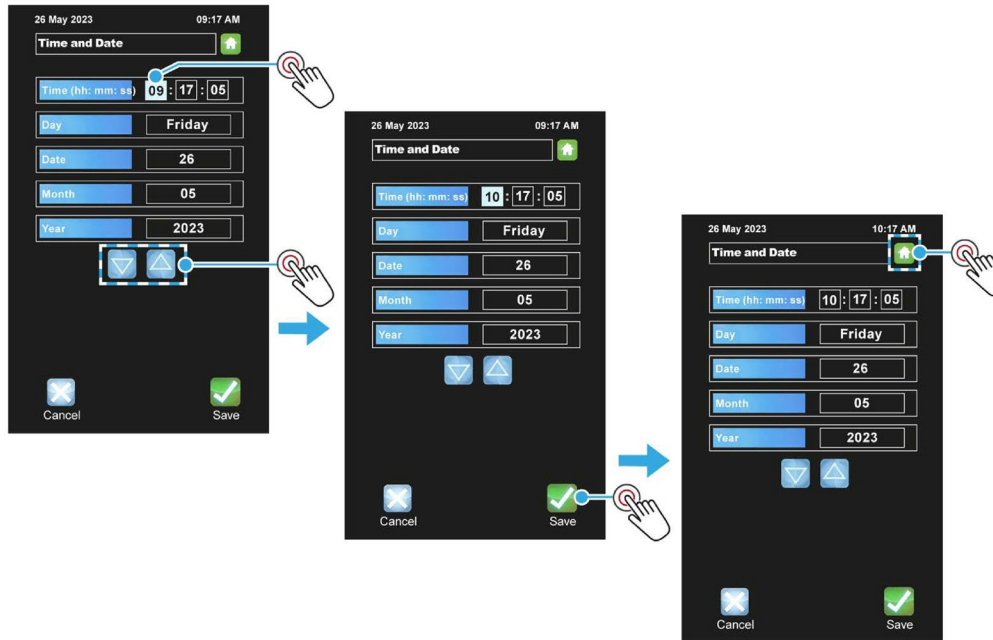 26 May 2023 09:17 AM
Time and Date
Time (hh: mm: ss) 09 : 17 : 05
Day Friday
Date 26
Month 05
Year 2023
Cancel Save
26 May 2023 09:17 AM
Time and Date
Time (hh: mm: ss) 10 : 17 : 05
Day Friday
Date 26
Month 05
Year 2023
Cancel Save
26 May 2023 10:17 AM
Time and Date
Time (hh: mm: ss) 10 : 17 : 05
Day Friday
Date 26
Month 05
Year 2023
Cancel Save